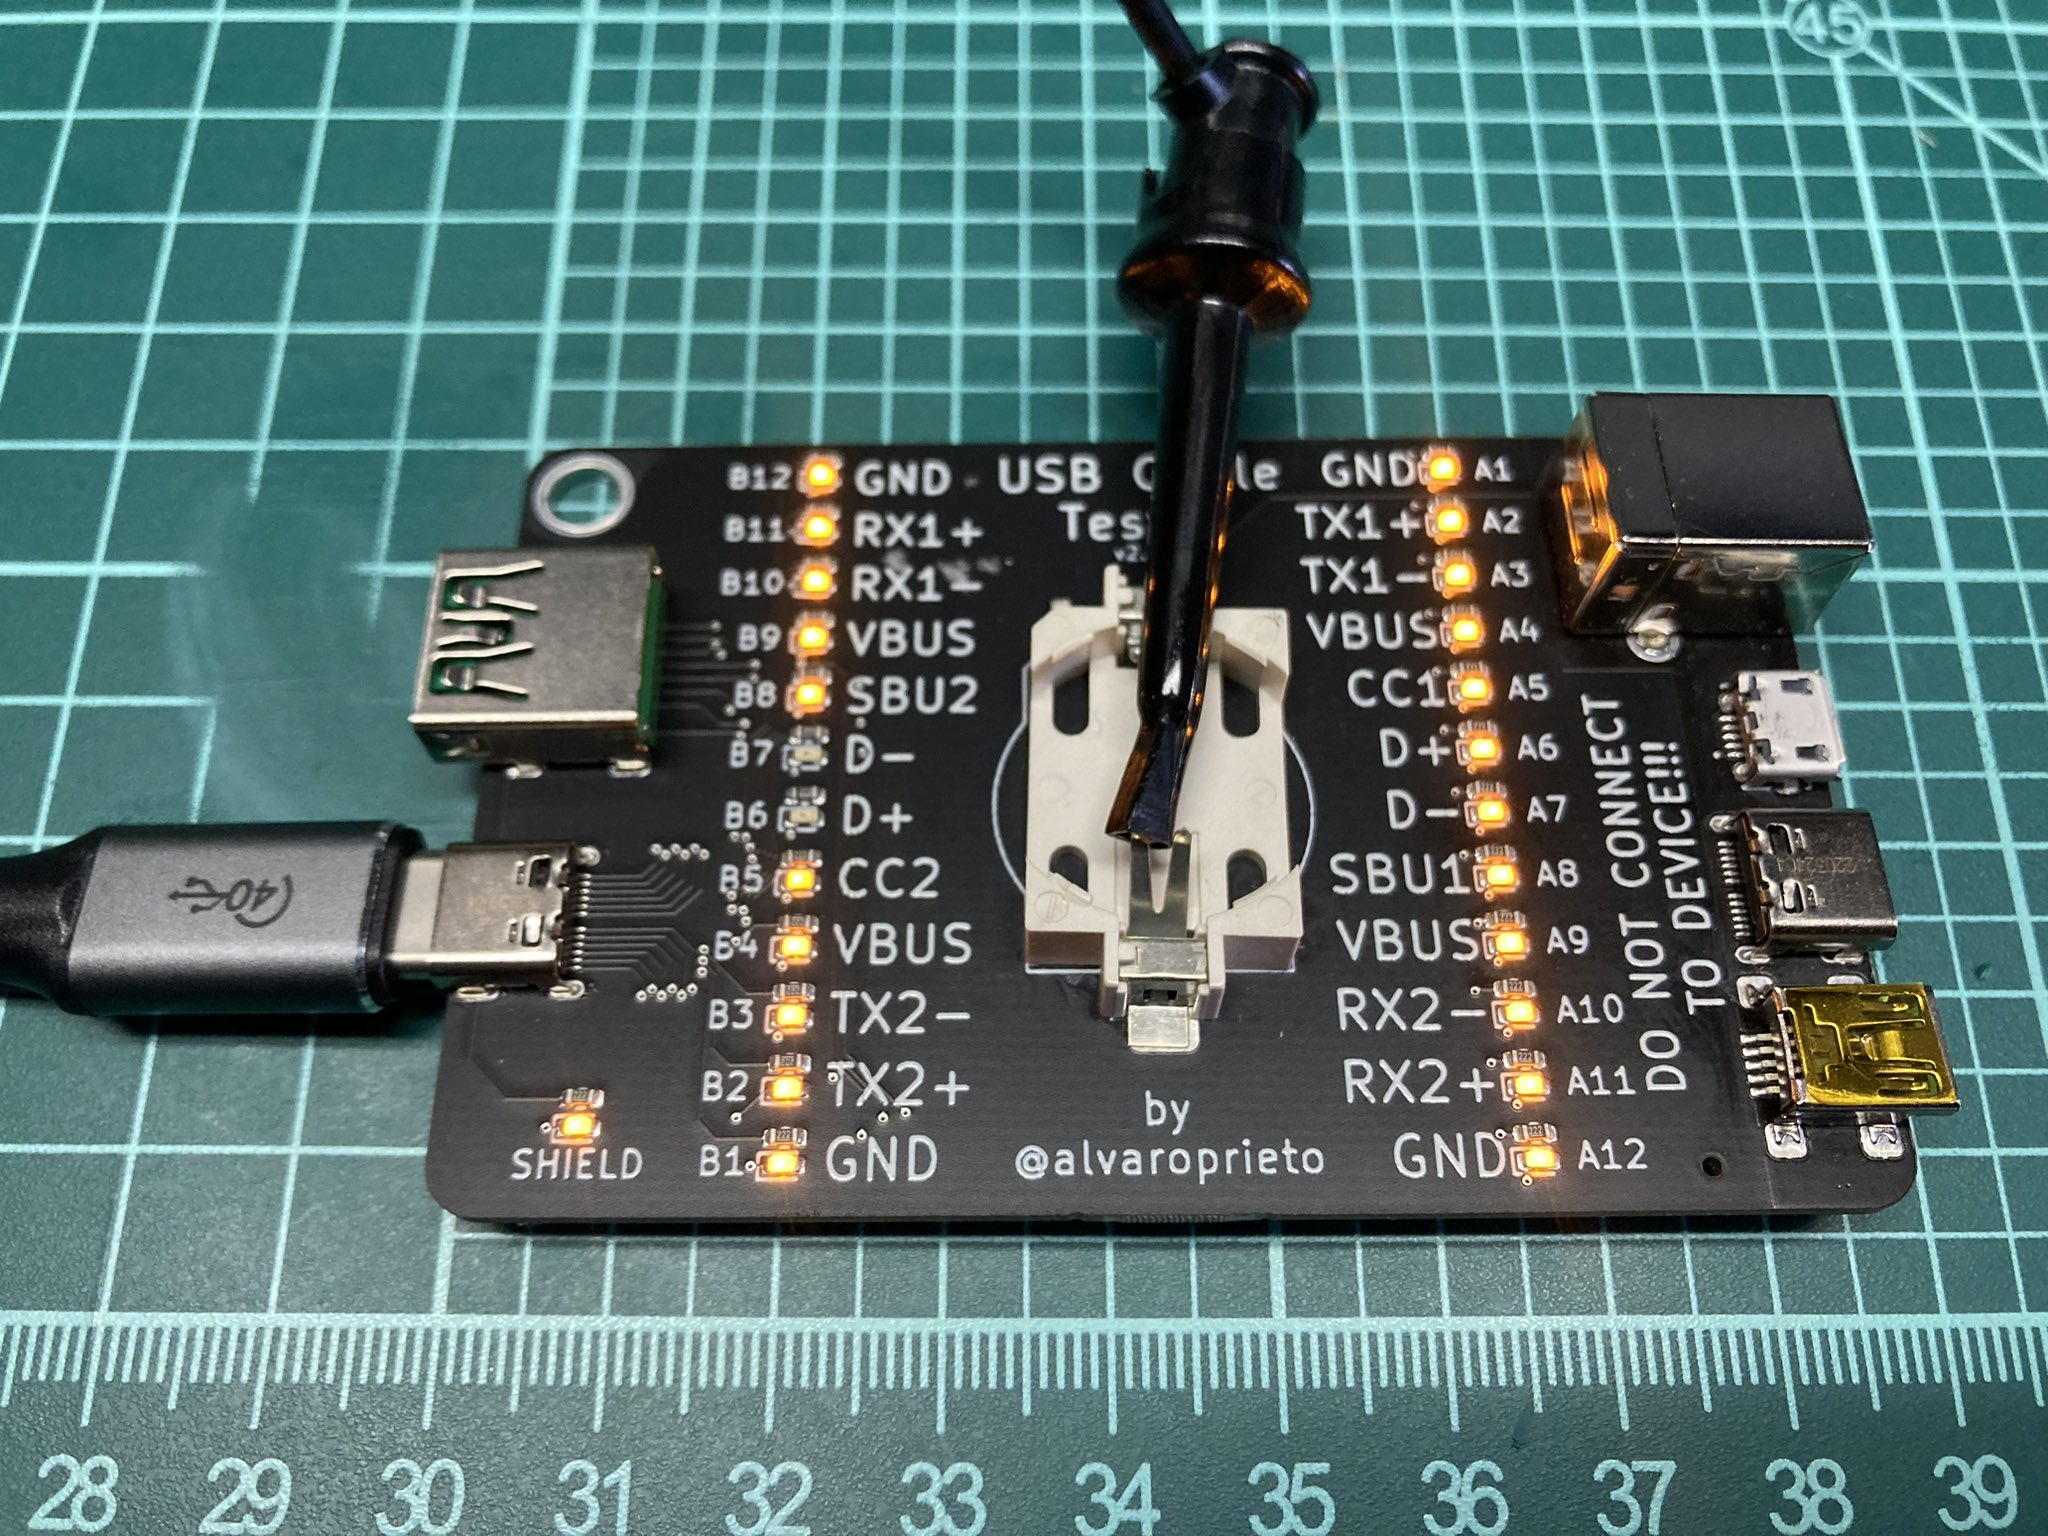 45
B12 GND USB GND A1
B11 RX1+ TX1+ A2
B10 RX1- TX1- A3
B9 VBUS VBUS A4
B8 SBU2 CC1 A5
B7 D- D+ A6
B6 D+ D- A7
B5 CC2 SBU1 A8
B4 VBUS VBUS A9
B3 TX2- RX2- A10
B2 TX2+ RX2+ A11
B1 GND GND A12
SHIELD
by
@alvaroprieto
DO NOT CONNECT
TO DEVICE!!!
40
28 29 30 31 32 33 34 35 36 37 38 39